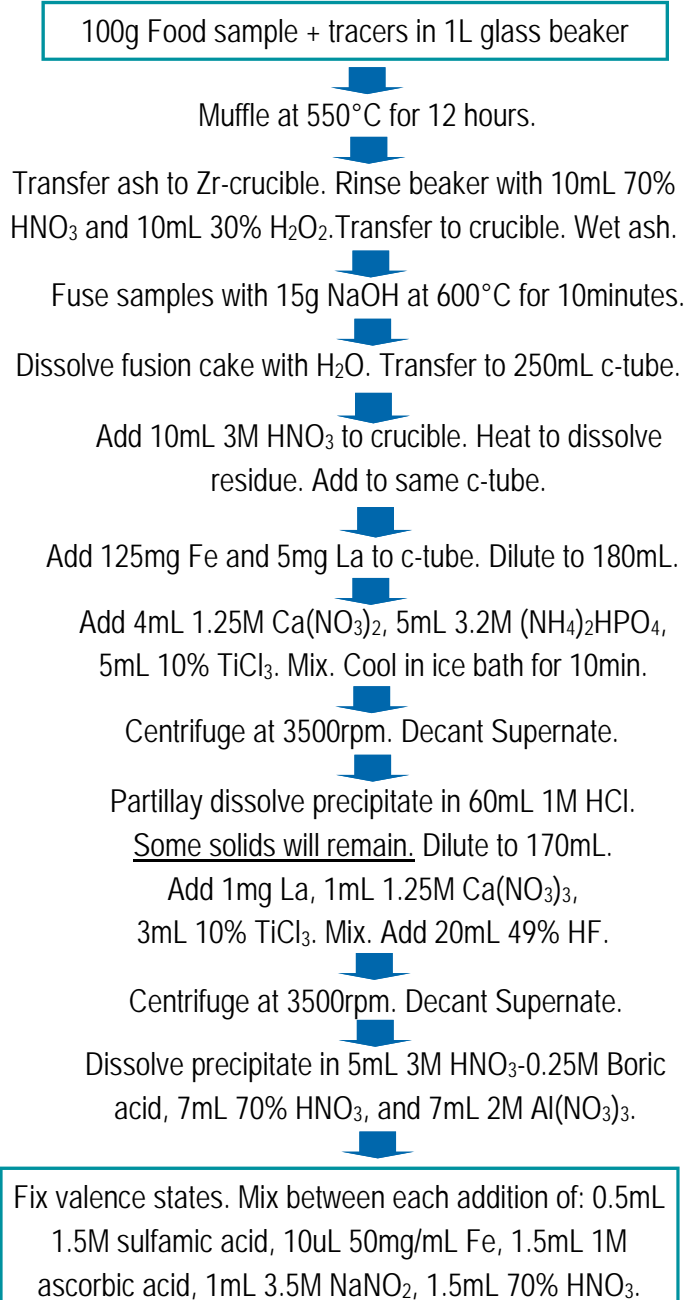 100g Food sample + tracers in 1L glass beaker
Muffle at 550°C for 12 hours.
Transfer ash to Zr-crucible. Rinse beaker with 10mL 70%
HNO₃ and 10mL 30% H₂O₂.Transfer to crucible. Wet ash.
Fuse samples with 15g NaOH at 600°C for 10minutes.
Dissolve fusion cake with H₂O. Transfer to 250mL c-tube.
Add 10mL 3M HNO₃ to crucible. Heat to dissolve
residue. Add to same c-tube.
Add 125mg Fe and 5mg La to c-tube. Dilute to 180mL.
Add 4mL 1.25M Ca(NO₃)₂, 5mL 3.2M (NH₄)₂HPO₄,
5mL 10% TiCl₃. Mix. Cool in ice bath for 10min.
Centrifuge at 3500rpm. Decant Supernate.
Partillay dissolve precipitate in 60mL 1M HCl.
Some solids will remain. Dilute to 170mL.
Add 1mg La, 1mL 1.25M Ca(NO₃)₃,
3mL 10% TiCl₃. Mix. Add 20mL 49% HF.
Centrifuge at 3500rpm. Decant Supernate.
Dissolve precipitate in 5mL 3M HNO₃-0.25M Boric
acid, 7mL 70% HNO₃, and 7mL 2M Al(NO₃)₃.
Fix valence states. Mix between each addition of: 0.5mL
1.5M sulfamic acid, 10uL 50mg/mL Fe, 1.5mL 1M
ascorbic acid, 1mL 3.5M NaNO₂, 1.5mL 70% HNO₃.